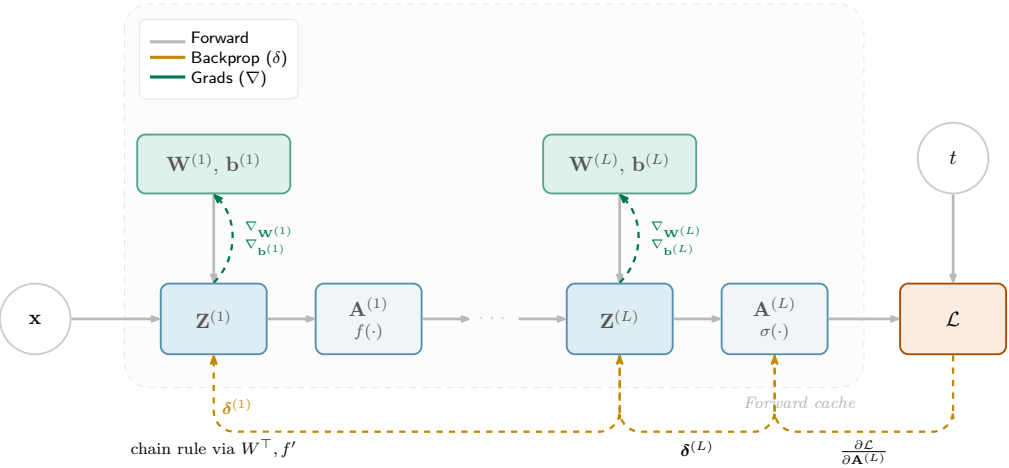 Forward
Backprop (δ)
Grads (∇)
W⁽¹⁾, b⁽¹⁾
W⁽ᴸ⁾, b⁽ᴸ⁾
t
∇_W⁽¹⁾
∇_b⁽¹⁾
∇_W⁽ᴸ⁾
∇_b⁽ᴸ⁾
x
Z⁽¹⁾
A⁽¹⁾
f(·)
· · ·
Z⁽ᴸ⁾
A⁽ᴸ⁾
σ(·)
ℒ
δ⁽¹⁾
Forward cache
chain rule via W⊤, f′
δ⁽ᴸ⁾
∂ℒ
∂A⁽ᴸ⁾